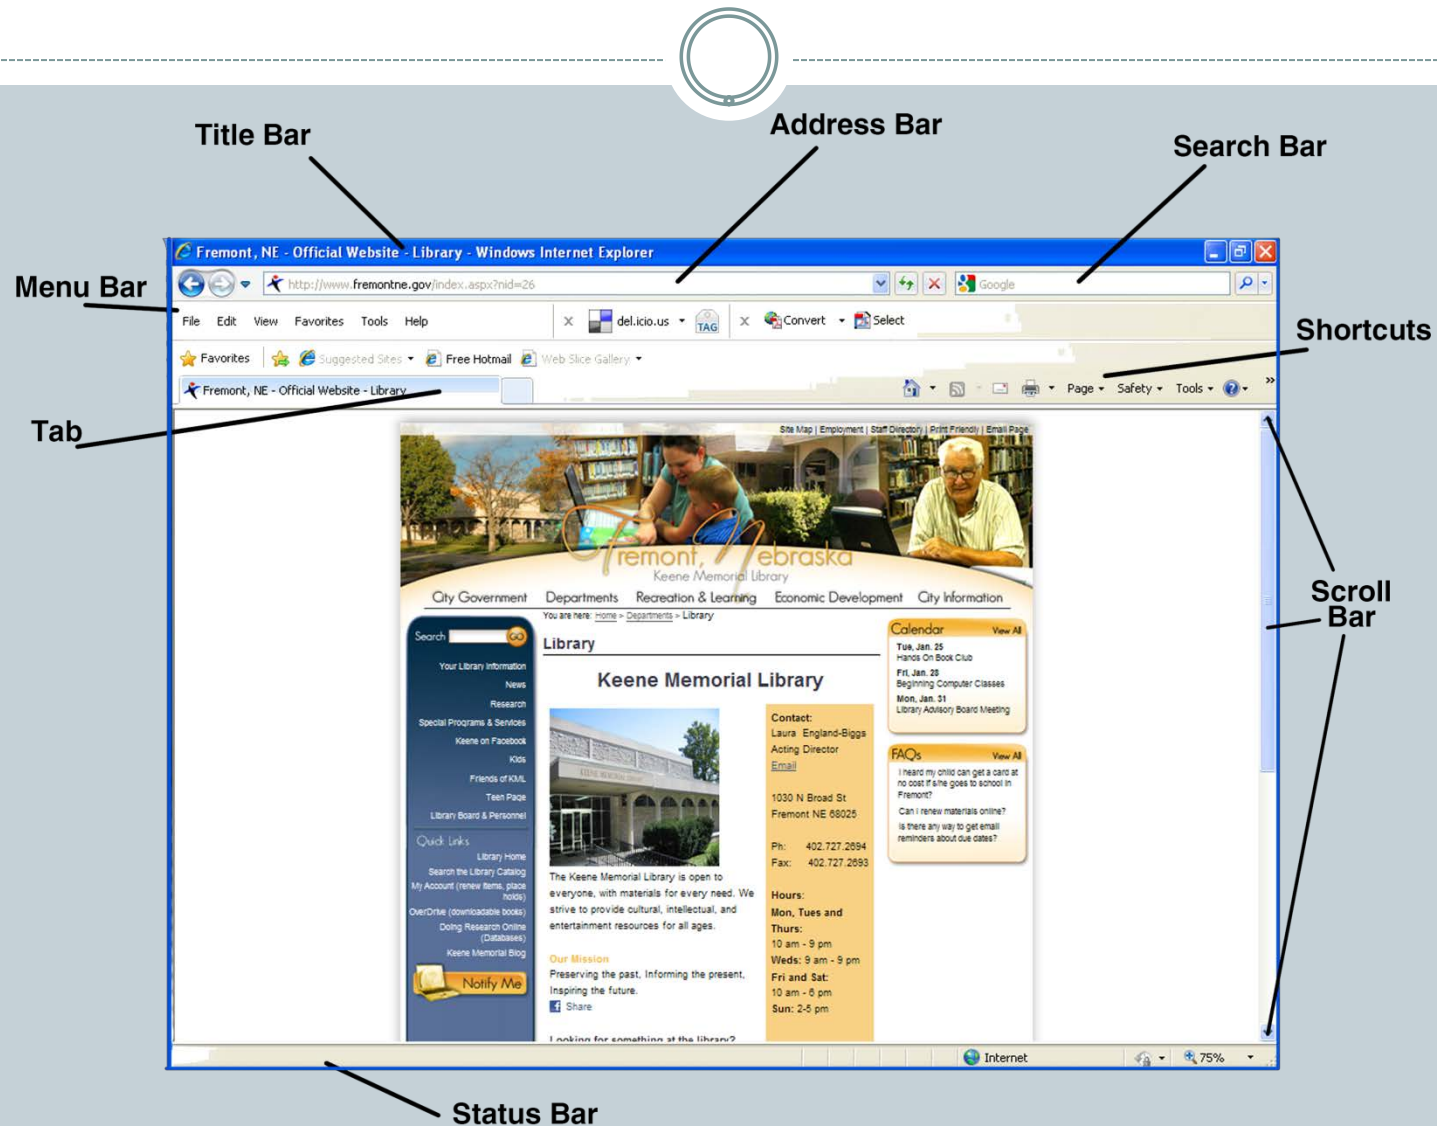 Title Bar
Address Bar
Search Bar
Menu Bar
Shortcuts
Tab
Scroll
Bar
Status Bar
Fremont, NE - Official Website - Library - Windows Internet Explorer
http://www.fremontne.gov/index.aspx?nid=26
Google
File Edit View Favorites Tools Help
x del.icio.us TAG x Convert Select
Favorites Suggested Sites Free Hotmail Web Slice Gallery
Fremont, NE - Official Website - Library
Page Safety Tools
Site Map | Employment | Staff Directory | Print Friendly | Email Page
Fremont, Nebraska
Keene Memorial Library
City Government Departments Recreation & Learning Economic Development City Information
You are here: Home > Departments > Library
Search GO
Your Library Information
News
Research
Special Programs & Services
Keene on Facebook
Kids
Friends of KML
Teen Page
Library Board & Personnel
Quick Links
Library Home
Search the Library Catalog
My Account (renew items, place
holds)
OverDrive (downloadable books)
Doing Research Online
(Databases)
Keene Memorial Blog
Notify Me
Library
Keene Memorial Library
KEENE MEMORIAL LIBRARY
The Keene Memorial Library is open to
everyone, with materials for every need. We
strive to provide cultural, intellectual, and
entertainment resources for all ages.
Our Mission
Preserving the past, Informing the present,
Inspiring the future.
Share
Looking for something at the library?
Contact:
Laura England-Biggs
Acting Director
Email
1030 N Broad St
Fremont NE 68025
Ph: 402.727.2694
Fax: 402.727.2693
Hours:
Mon, Tues and
Thurs:
10 am - 9 pm
Weds: 9 am - 9 pm
Fri and Sat:
10 am - 6 pm
Sun: 2-5 pm
Calendar View All
Tue, Jan. 25
Hands On Book Club
Fri, Jan. 28
Beginning Computer Classes
Mon, Jan. 31
Library Advisory Board Meeting
FAQs View All
I heard my child can get a card at
no cost if s/he goes to school in
Fremont?
Can I renew materials online?
Is there any way to get email
reminders about due dates?
Internet
75%